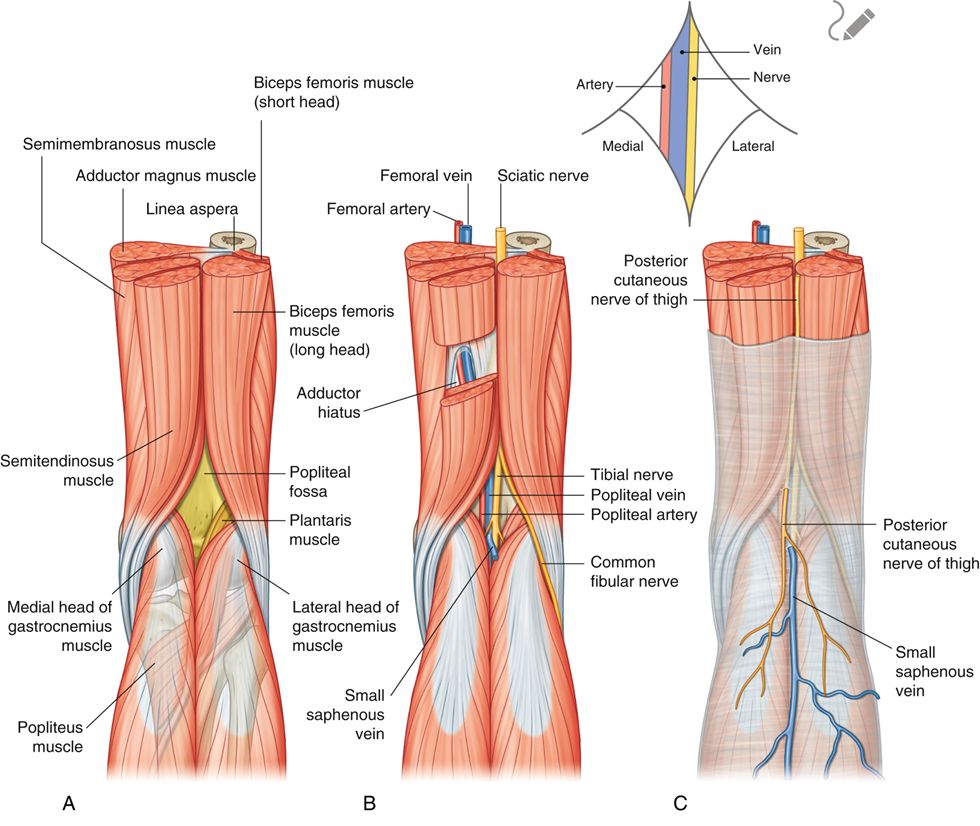 Vein
Nerve
Artery
Medial
Lateral
Biceps femoris muscle
(short head)
Semimembranosus muscle
Adductor magnus muscle
Linea aspera
Biceps femoris
muscle
(long head)
Semitendinosus
muscle
Popliteal
fossa
Plantaris
muscle
Medial head of
gastrocnemius
muscle
Lateral head of
gastrocnemius
muscle
Popliteus
muscle
A
Femoral vein
Sciatic nerve
Femoral artery
Adductor
hiatus
Tibial nerve
Popliteal vein
Popliteal artery
Common
fibular nerve
Small
saphenous
vein
B
Posterior
cutaneous
nerve of thigh
Posterior
cutaneous
nerve of thigh
Small
saphenous
vein
C